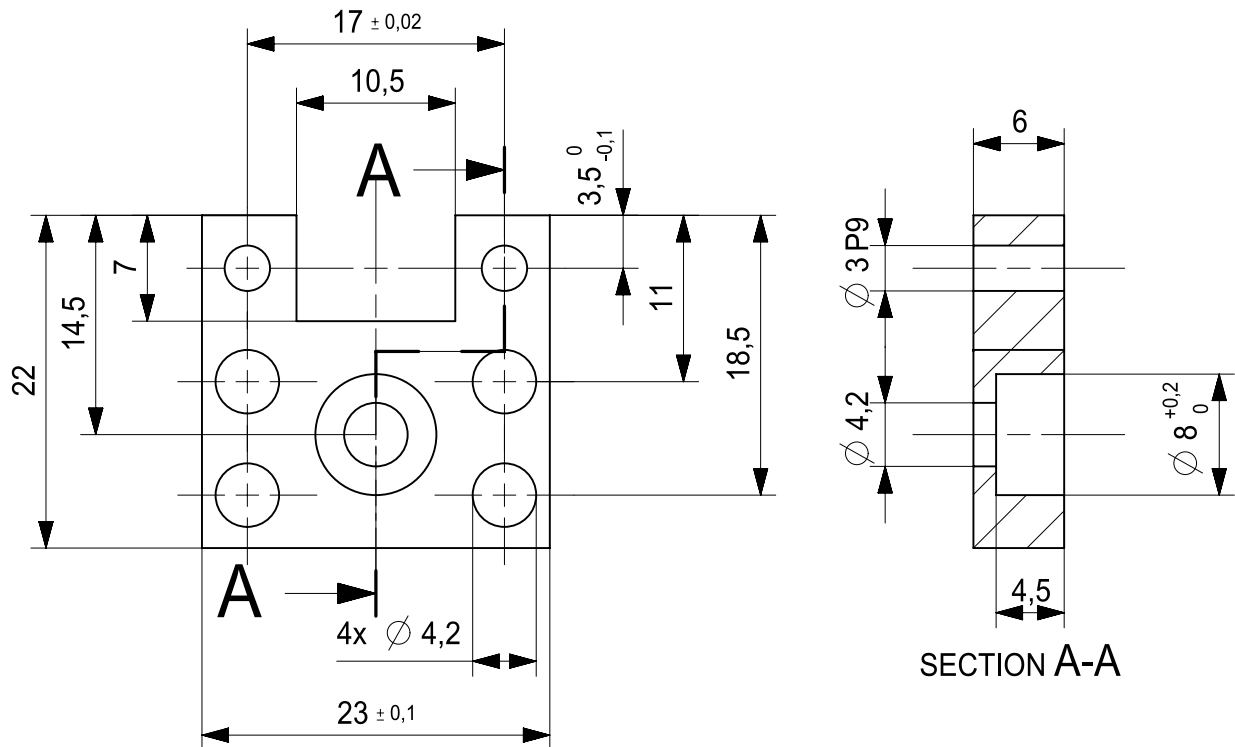 17 ± 0,02
10,5
A
3,5 0 -0,1
6
7
14,5
22
11
18,5
Ø 3 P9
Ø 4,2
Ø 8 +0,2 0
A
4x Ø 4,2
4,5
23 ± 0,1
SECTION A-A